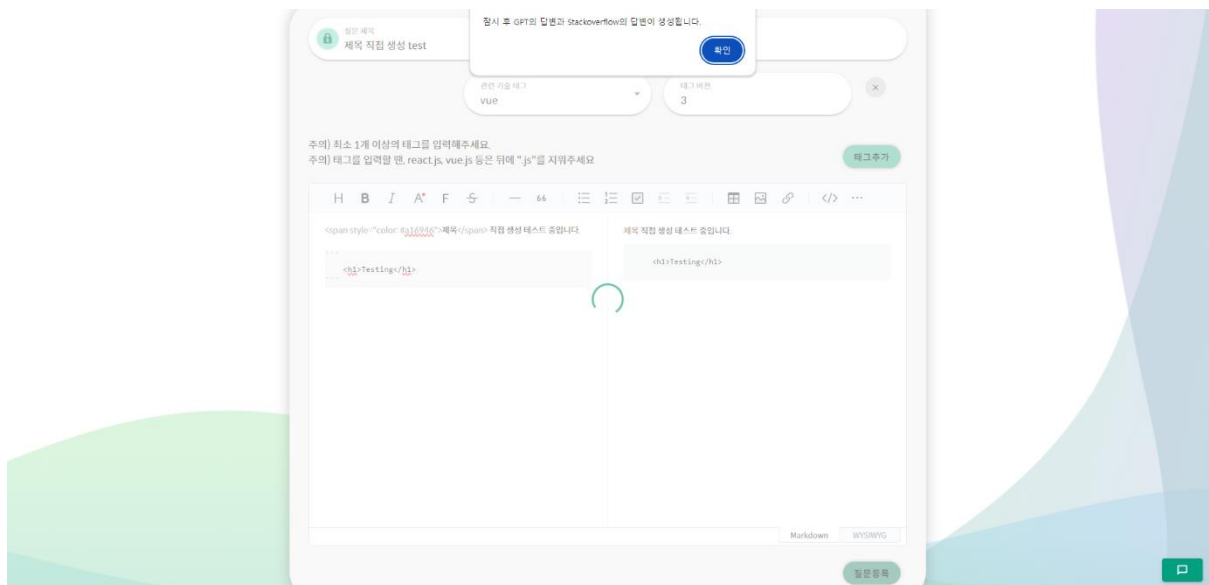 잠시 후 GPT의 답변과 Stackoverflow의 답변이 생성됩니다.
확인
질문 제목
제목 직접 생성 test
관련 기술 태그
vue
태그 버전
3
주의) 최소 1개 이상의 태그를 입력해주세요.
주의) 태그를 입력할 땐, react.js, vue.js 등은 뒤에 ".js"를 지워주세요
태그추가
H B I A F S — 66 </> ···
<span style="color: #a16946">제목</span> 직접 생성 테스트 중입니다.
제목 직접 생성 테스트 중입니다.
```
<h1>Testing</h1>
```
<h1>Testing</h1>
Markdown WYSIWYG
질문등록